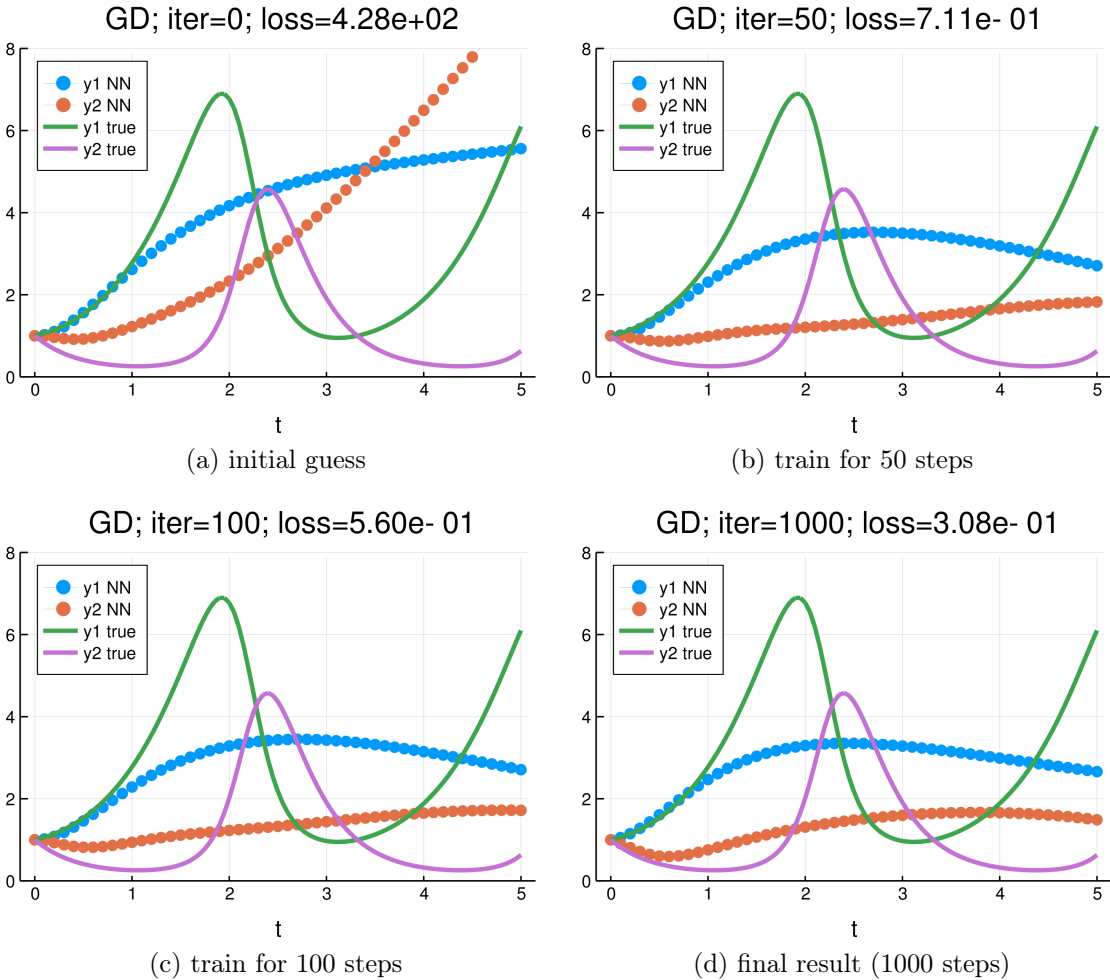 GD; iter=0; loss=4.28e+02
8
6
4
2
0
y1 NN
y2 NN
y1 true
y2 true
0 1 2 3 4 5
t
(a) initial guess
GD; iter=50; loss=7.11e- 01
8
6
4
2
0
y1 NN
y2 NN
y1 true
y2 true
0 1 2 3 4 5
t
(b) train for 50 steps
GD; iter=100; loss=5.60e- 01
8
6
4
2
0
y1 NN
y2 NN
y1 true
y2 true
0 1 2 3 4 5
t
(c) train for 100 steps
GD; iter=1000; loss=3.08e- 01
8
6
4
2
0
y1 NN
y2 NN
y1 true
y2 true
0 1 2 3 4 5
t
(d) final result (1000 steps)